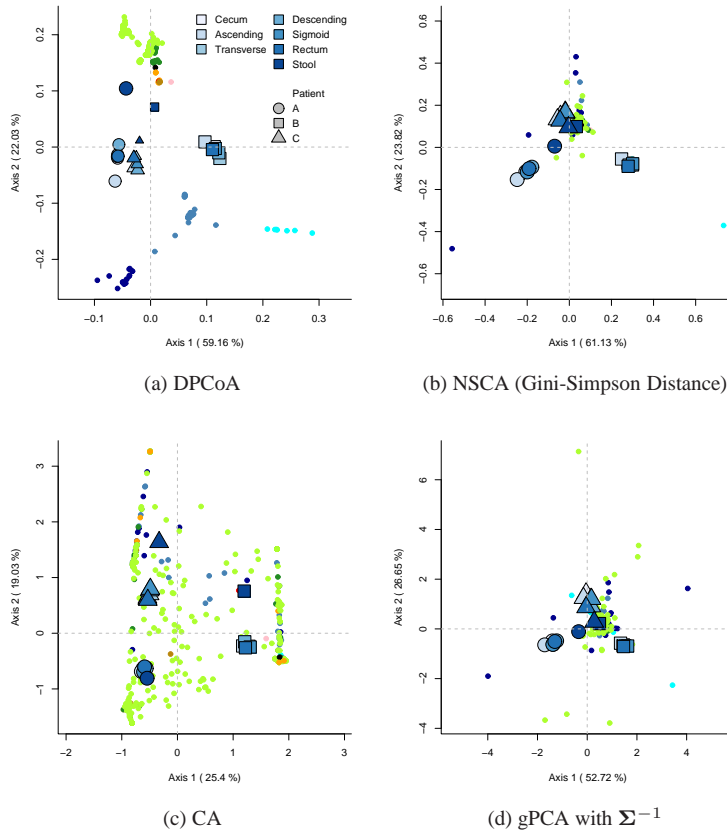 Cecum
Ascending
Transverse
Descending
Sigmoid
Rectum
Stool
Patient
A
B
C
0.2
0.1
0.0
−0.1
−0.2
Axis 2 ( 22.03 %)
−0.1
0.0
0.1
0.2
0.3
Axis 1 ( 59.16 %)
(a) DPCoA
0.6
0.4
0.2
0.0
−0.2
−0.4
−0.6
Axis 2 ( 23.82 %)
−0.6
−0.4
−0.2
0.0
0.2
0.4
0.6
Axis 1 ( 61.13 %)
(b) NSCA (Gini-Simpson Distance)
3
2
1
0
−1
Axis 2 ( 19.03 %)
−2
−1
0
1
2
3
Axis 1 ( 25.4 %)
(c) CA
6
4
2
0
−2
−4
Axis 2 ( 26.65 %)
−4
−2
0
2
4
Axis 1 ( 52.72 %)
(d) gPCA with Σ⁻¹